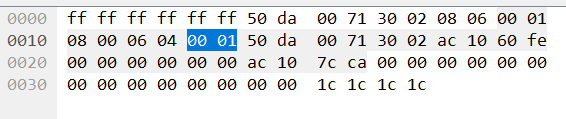 0000 ff ff ff ff ff ff 50 da 00 71 30 02 08 06 00 01
0010 08 00 06 04 00 01 50 da 00 71 30 02 ac 10 60 fe
0020 00 00 00 00 00 00 ac 10 7c ca 00 00 00 00 00 00
0030 00 00 00 00 00 00 00 00 1c 1c 1c 1c